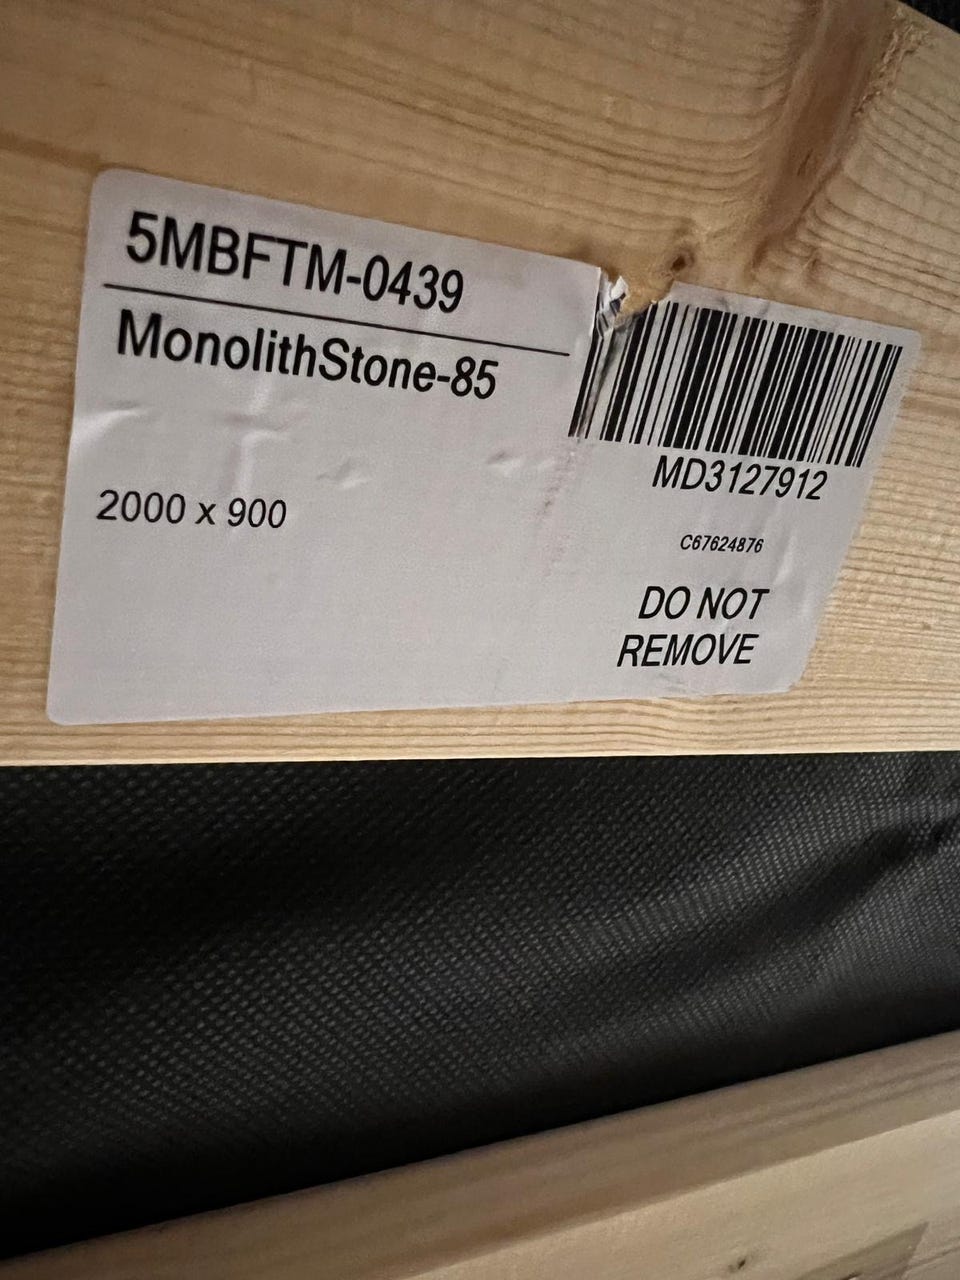 5MBFTM-0439
MonolithStone-85
2000 x 900
MD3127912
C67624876
DO NOT
REMOVE